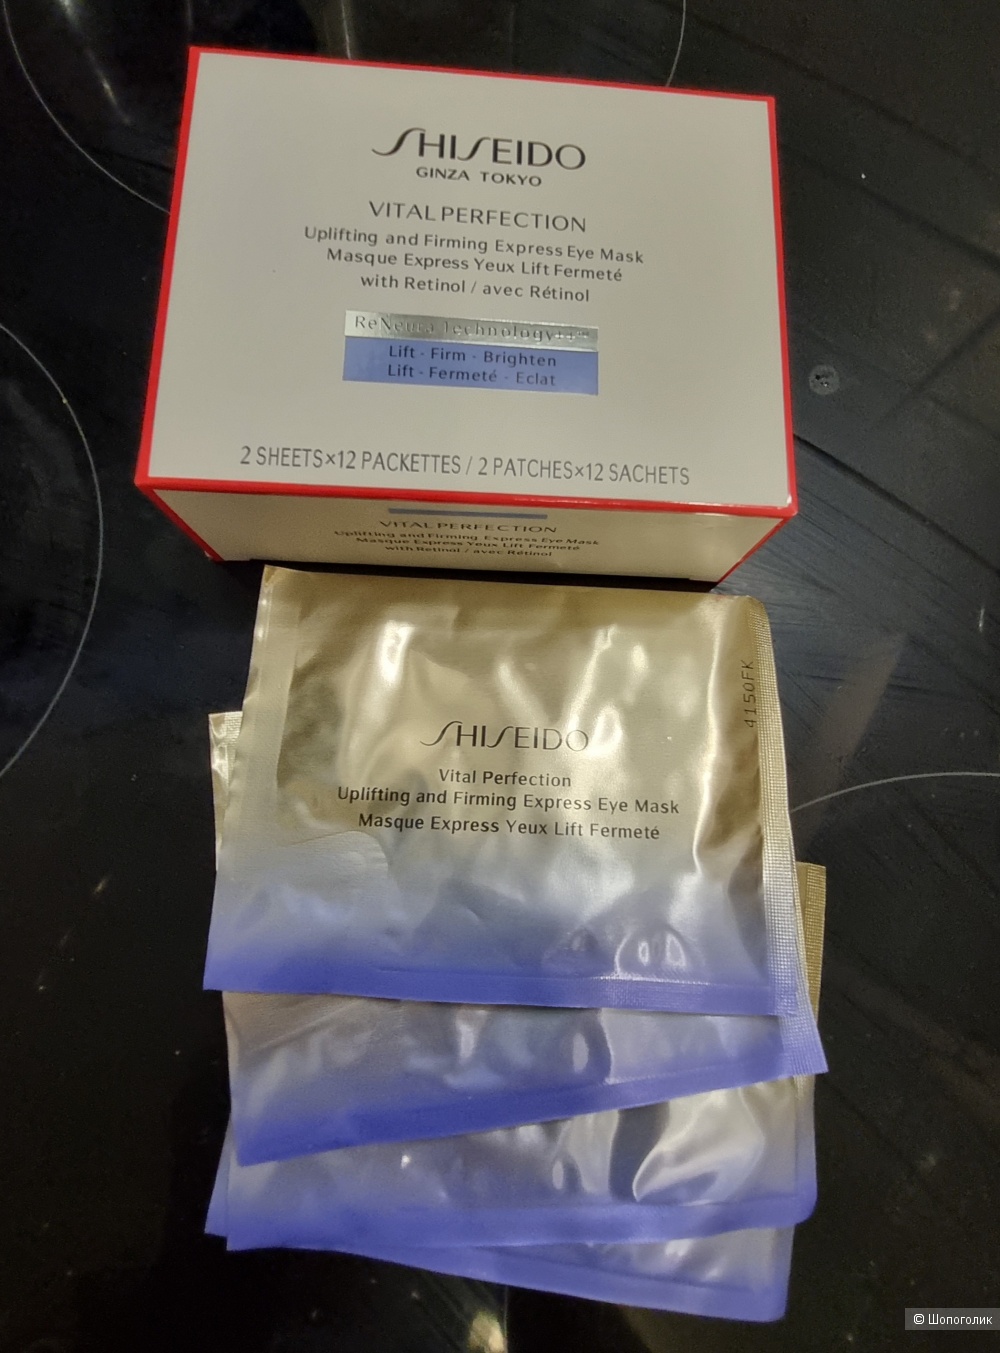 SHISEIDO
GINZA TOKYO
VITAL PERFECTION
Uplifting and Firming Express Eye Mask
Masque Express Yeux Lift Fermeté
with Retinol / avec Rétinol
ReNeura Technology++™
Lift · Firm · Brighten
Lift · Fermeté · Eclat
2 SHEETS×12 PACKETTES / 2 PATCHES×12 SACHETS
VITAL PERFECTION
Uplifting and Firming Express Eye Mask
Masque Express Yeux Lift Fermeté
with Retinol / avec Rétinol
4150FK
SHISEIDO
Vital Perfection
Uplifting and Firming Express Eye Mask
Masque Express Yeux Lift Fermeté
© Шопоголик